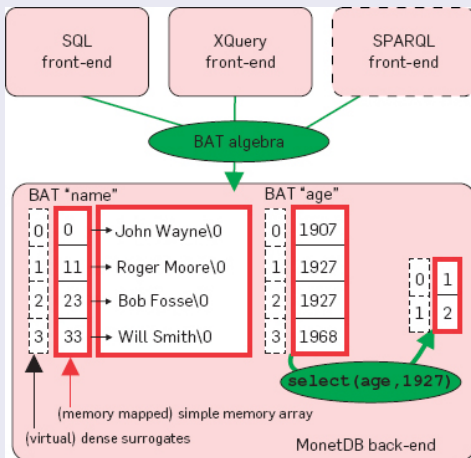 SQL
front-end
XQuery
front-end
SPARQL
front-end
BAT algebra
BAT "name"
BAT "age"
0 0 John Wayne\0
1 11 Roger Moore\0
2 23 Bob Fosse\0
3 33 Will Smith\0
0 1907
1 1927
2 1927
3 1968
0 1
1 2
select(age,1927)
(memory mapped) simple memory array
(virtual) dense surrogates
MonetDB back-end